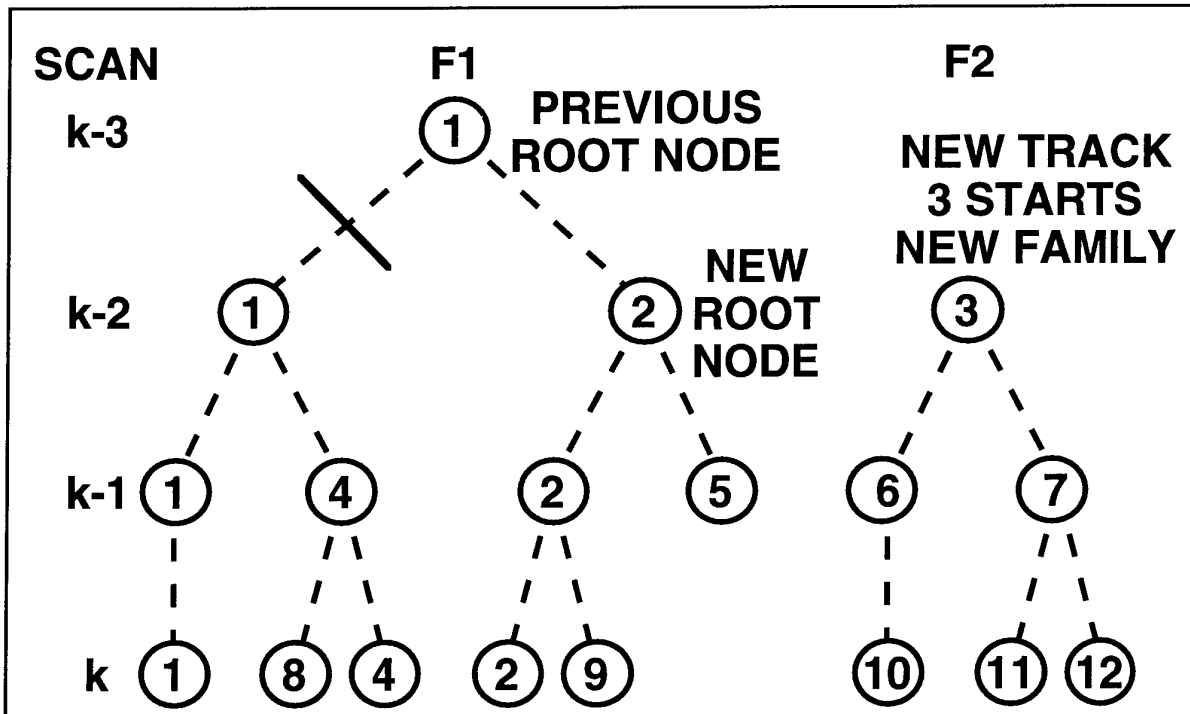 SCAN F1 F2
k-3 1 PREVIOUS
ROOT NODE
NEW TRACK
3 STARTS
NEW FAMILY
k-2 1 2 NEW
ROOT
NODE
3
k-1 1 4 2 5 6 7
k 1 8 4 2 9 10 11 12